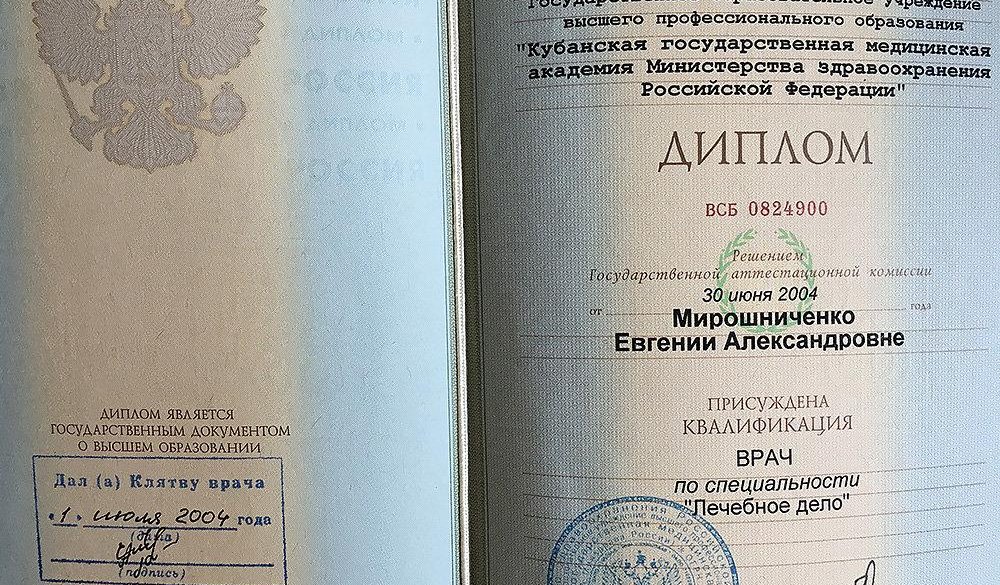 ДИПЛОМ ЯВЛЯЕТСЯ
ГОСУДАРСТВЕННЫМ ДОКУМЕНТОМ
О ВЫСШЕМ ОБРАЗОВАНИИ
Дал (а) Клятву врача
"1" июля 2004 года
(дата)
(подпись)
учреждение
высшего профессионального образования
"Кубанская государственная медицинская
академия Министерства здравоохранения
Российской Федерации"
ДИПЛОМ
ВСБ 0824900
Решением
Государственной аттестационной комиссии
30 июня 2004
от года
Мирошниченко
Евгении Александровне
ПРИСУЖДЕНА
КВАЛИФИКАЦИЯ
ВРАЧ
по специальности
"Лечебное дело"